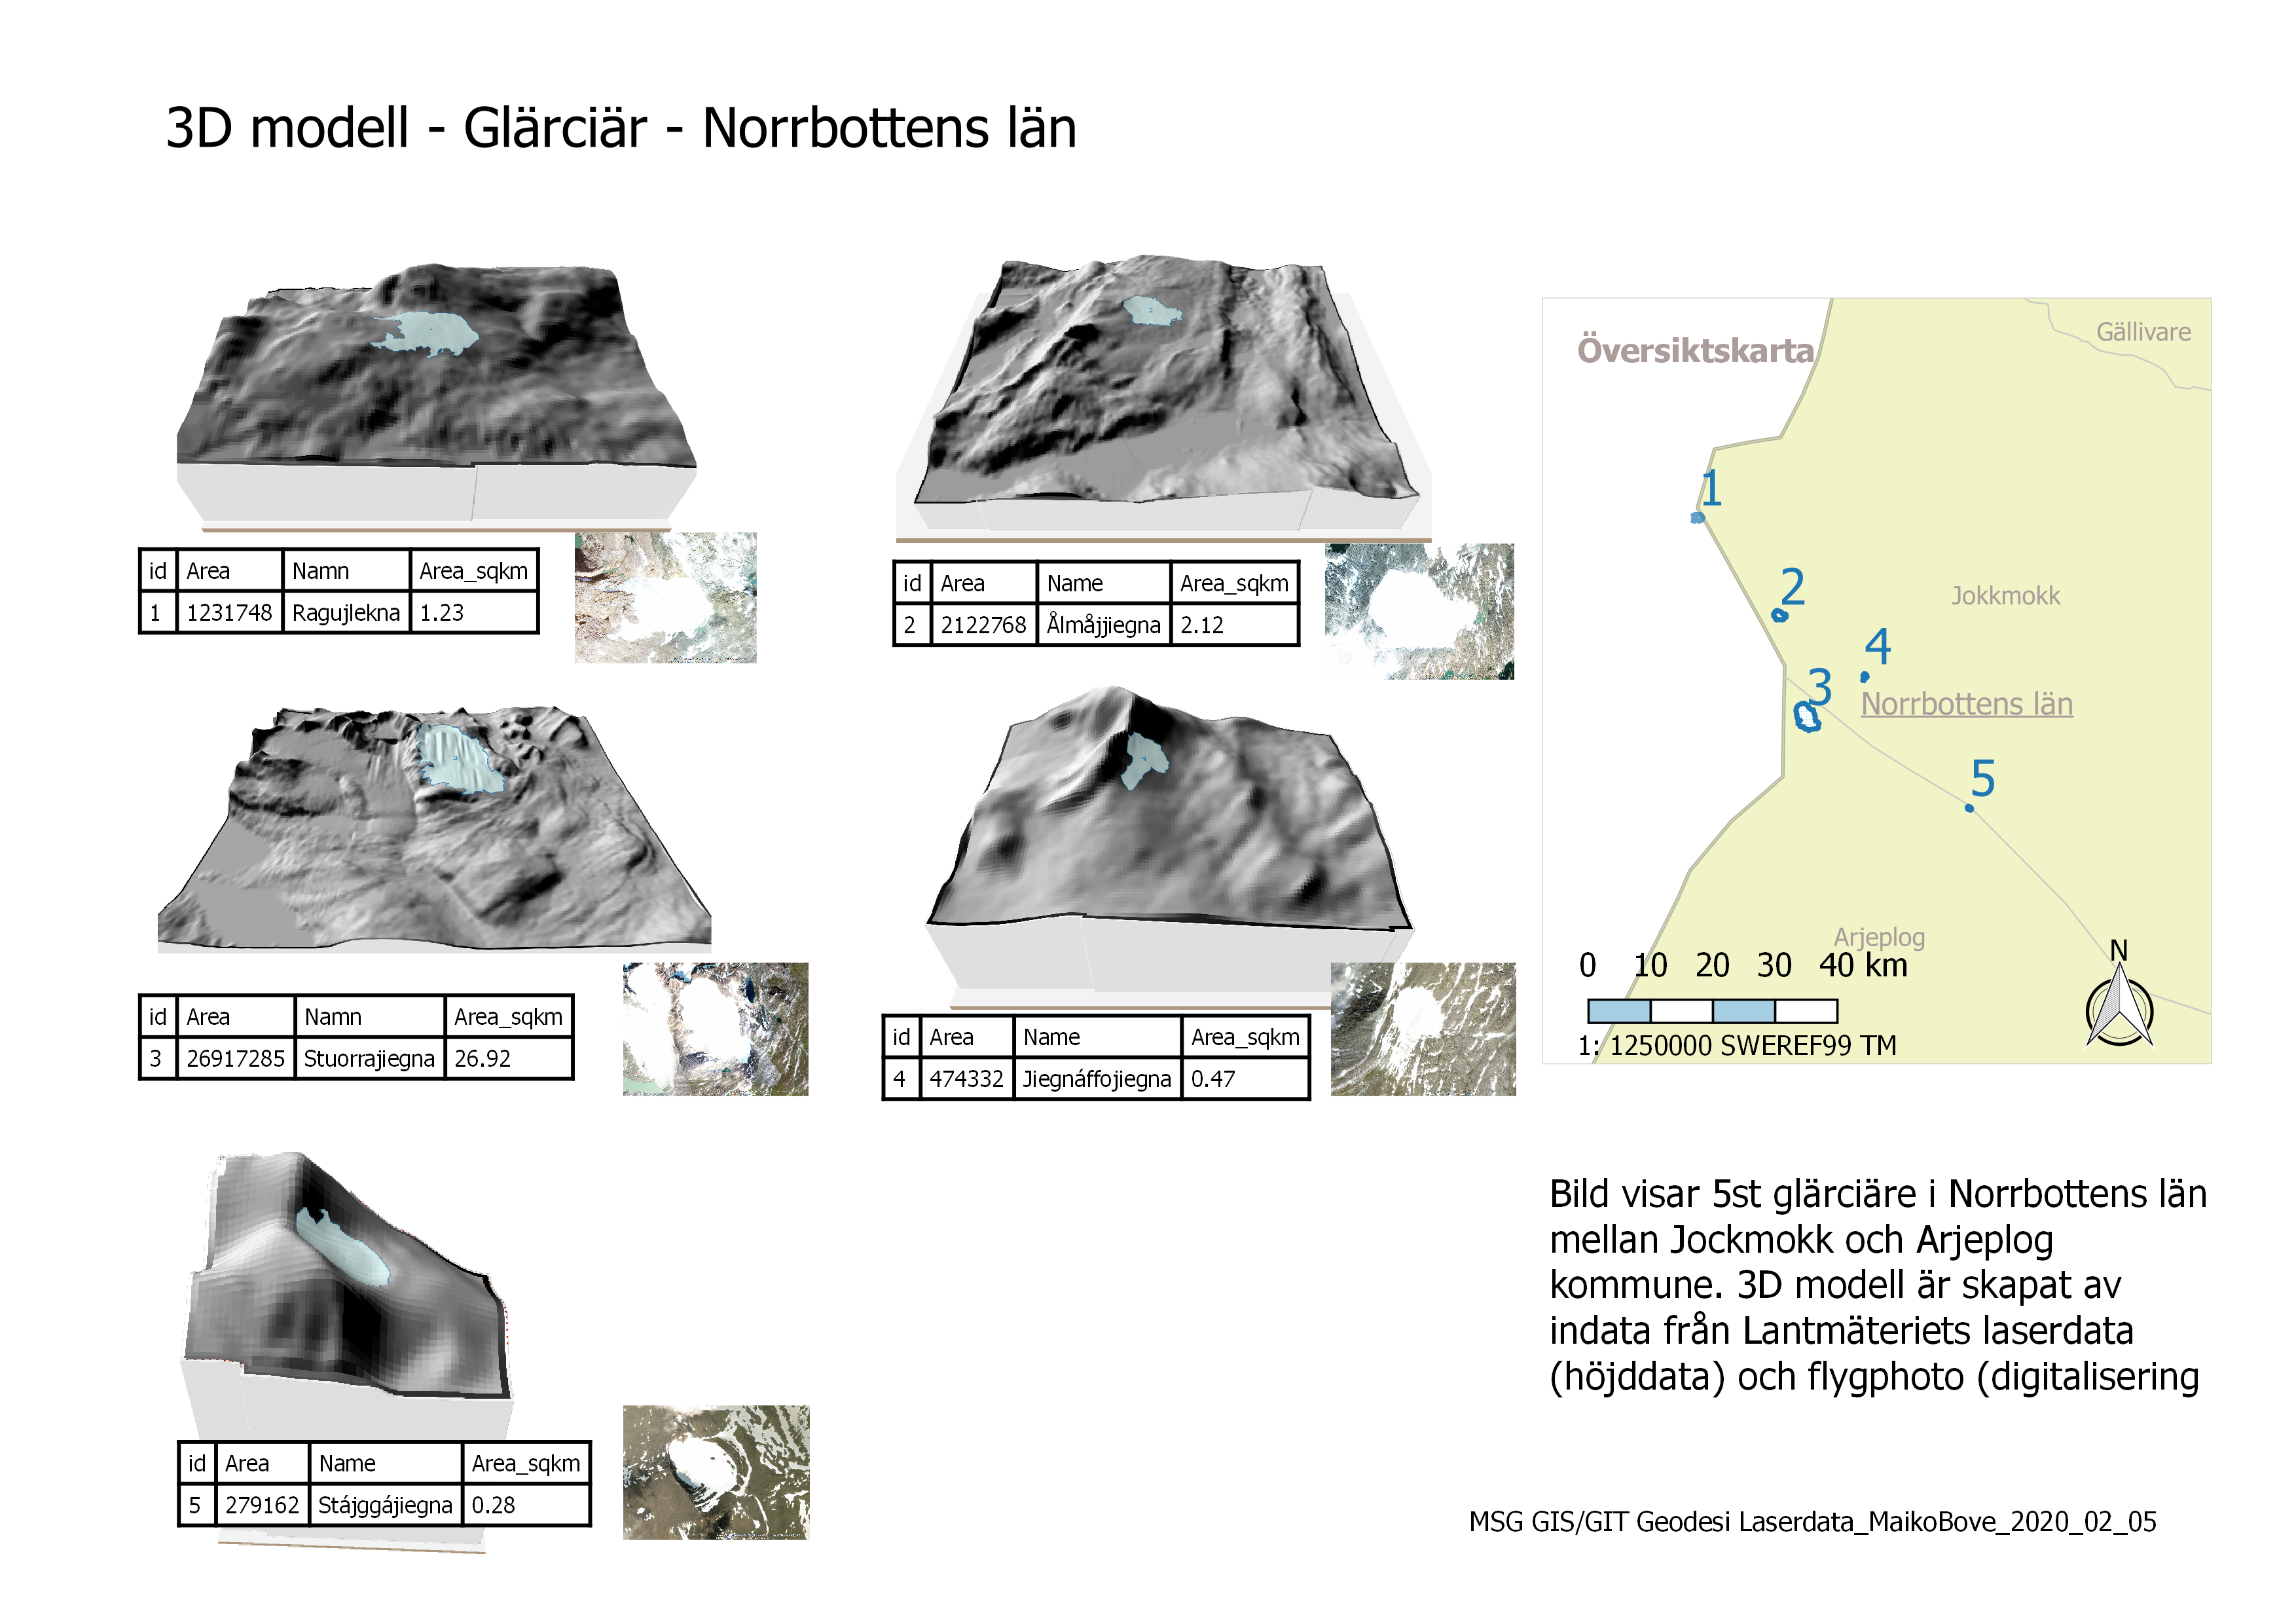 3D modell - Glärciär - Norrbottens län
id Area Namn Area_sqkm
1 1231748 Ragujlekna 1.23
id Area Name Area_sqkm
2 2122768 Ålmåjjiegna 2.12
id Area Namn Area_sqkm
3 26917285 Stuorrajiegna 26.92
id Area Name Area_sqkm
4 474332 Jiegnáffojiegna 0.47
id Area Name Area_sqkm
5 279162 Stájggájiegna 0.28
Översiktskarta
Gällivare
1
2
Jokkmokk
4
3
Norrbottens län
5
Arjeplog
N
0 10 20 30 40 km
1: 1250000 SWEREF99 TM
Bild visar 5st glärciäre i Norrbottens län
mellan Jockmokk och Arjeplog
kommune. 3D modell är skapat av
indata från Lantmäteriets laserdata
(höjddata) och flygphoto (digitalisering
MSG GIS/GIT Geodesi Laserdata_MaikoBove_2020_02_05